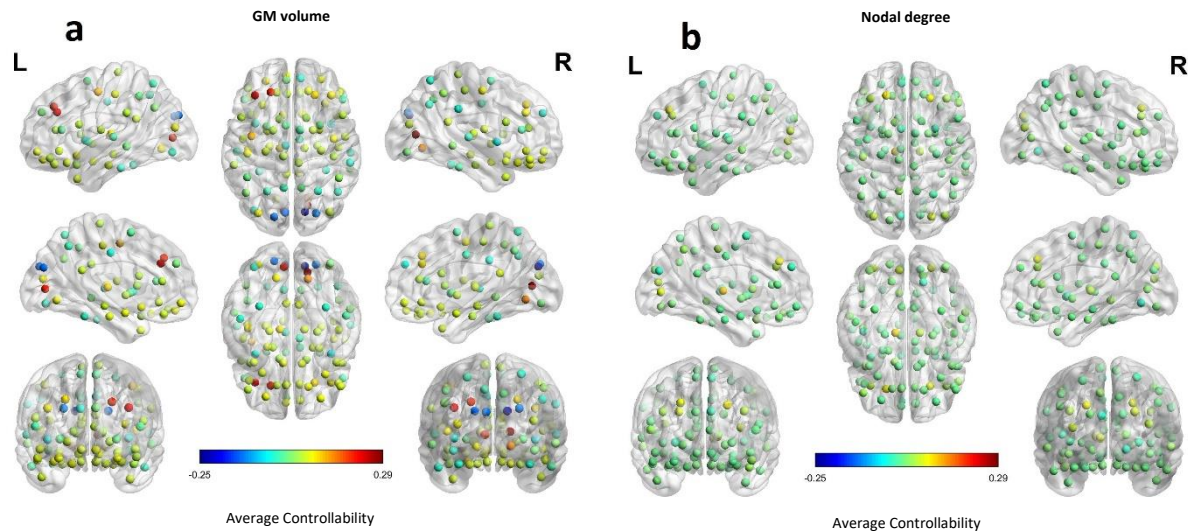 GM volume
a
L
R
-0.25
0.29
Average Controllability
Nodal degree
b
L
R
-0.25
0.29
Average Controllability